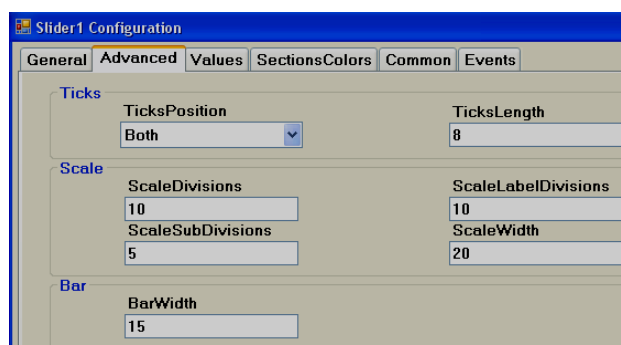 Slider1 Configuration
General Advanced Values SectionsColors Common Events
Ticks
TicksPosition TicksLength
Both 8
Scale
ScaleDivisions ScaleLabelDivisions
10 10
ScaleSubDivisions ScaleWidth
5 20
Bar
BarWidth
15